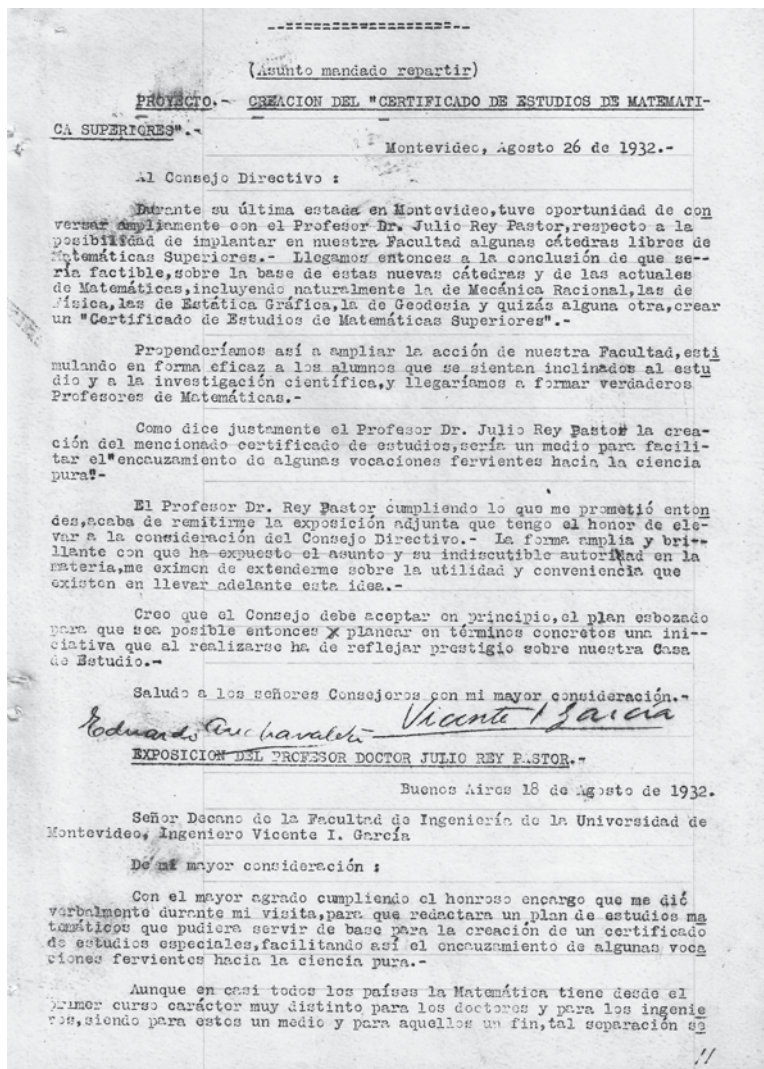 --===================--
(Asunto mandado repartir)
PROYECTO.- CREACION DEL "CERTIFICADO DE ESTUDIOS DE MATEMATI-
CA SUPERIORES".-
Montevideo, Agosto 26 de 1932.-
Al Consejo Directivo :
Durante su última estada en Montevideo,tuve oportunidad de con
versar ampliamente con el Profesor Dr. Julio Rey Pastor,respecto a la
posibilidad de implantar en nuestra Facultad algunas cátedras libres de
Matemáticas Superiores.- Llegamos entonces a la conclusión de que se--
ría factible,sobre la base de estas nuevas cátedras y de las actuales
de Matemáticas,incluyendo naturalmente la de Mecánica Racional,las de
Física,las de Estática Gráfica,la de Geodesia y quizás alguna otra,crear
un "Certificado de Estudios de Matemáticas Superiores".-
Propenderíamos así a ampliar la acción de nuestra Facultad,esti
mulando en forma eficaz a los alumnos que se sientan inclinados al estu
dio y a la investigación científica,y llegaríamos a formar verdaderos
Profesores de Matemáticas.-
Como dice justamente el Profesor Dr. Julio Rey Pastor la crea-
ción del mencionado certificado de estudios,sería un medio para facili-
tar el"encauzamiento de algunas vocaciones fervientes hacia la ciencia
pura".-
El Profesor Dr. Rey Pastor cumpliendo lo que me prometió enton
des,acaba de remitirme la exposición adjunta que tengo el honor de ele-
var a la consideración del Consejo Directivo.- La forma amplia y bri--
llante con que ha expuesto el asunto y su indiscutible autoridad en la
materia,me eximen de extenderme sobre la utilidad y conveniencia que
existen en llevar adelante esta idea.-
Creo que el Consejo debe aceptar en principio,el plan esbozado
para que sea posible entonces planear en términos concretos una ini--
ciativa que al realizarse ha de reflejar prestigio sobre nuestra Casa
de Estudio.-
Saludo a los señores Consejeros con mi mayor consideración.-
Eduardo Vicente I García
EXPOSICION DEL PROFESOR DOCTOR JULIO REY PASTOR.-
Buenos Aires 18 de Agosto de 1932.
Señor Decano de la Facultad de Ingeniería de la Universidad de
Montevideo, Ingeniero Vicente I. García
De mi mayor consideración :
Con el mayor agrado cumpliendo el honroso encargo que me dió
verbalmente durante mi visita,para que redactara un plan de estudios ma
temáticos que pudiera servir de base para la creación de un certificado
de estudios especiales,facilitando así el encauzamiento de algunas voca
ciones fervientes hacia la ciencia pura.-
Aunque en casi todos los países la Matemática tiene desde el
primer curso carácter muy distinto para los doctores y para los ingenie
ros,siendo para estos un medio y para aquellos un fin,tal separación se
11